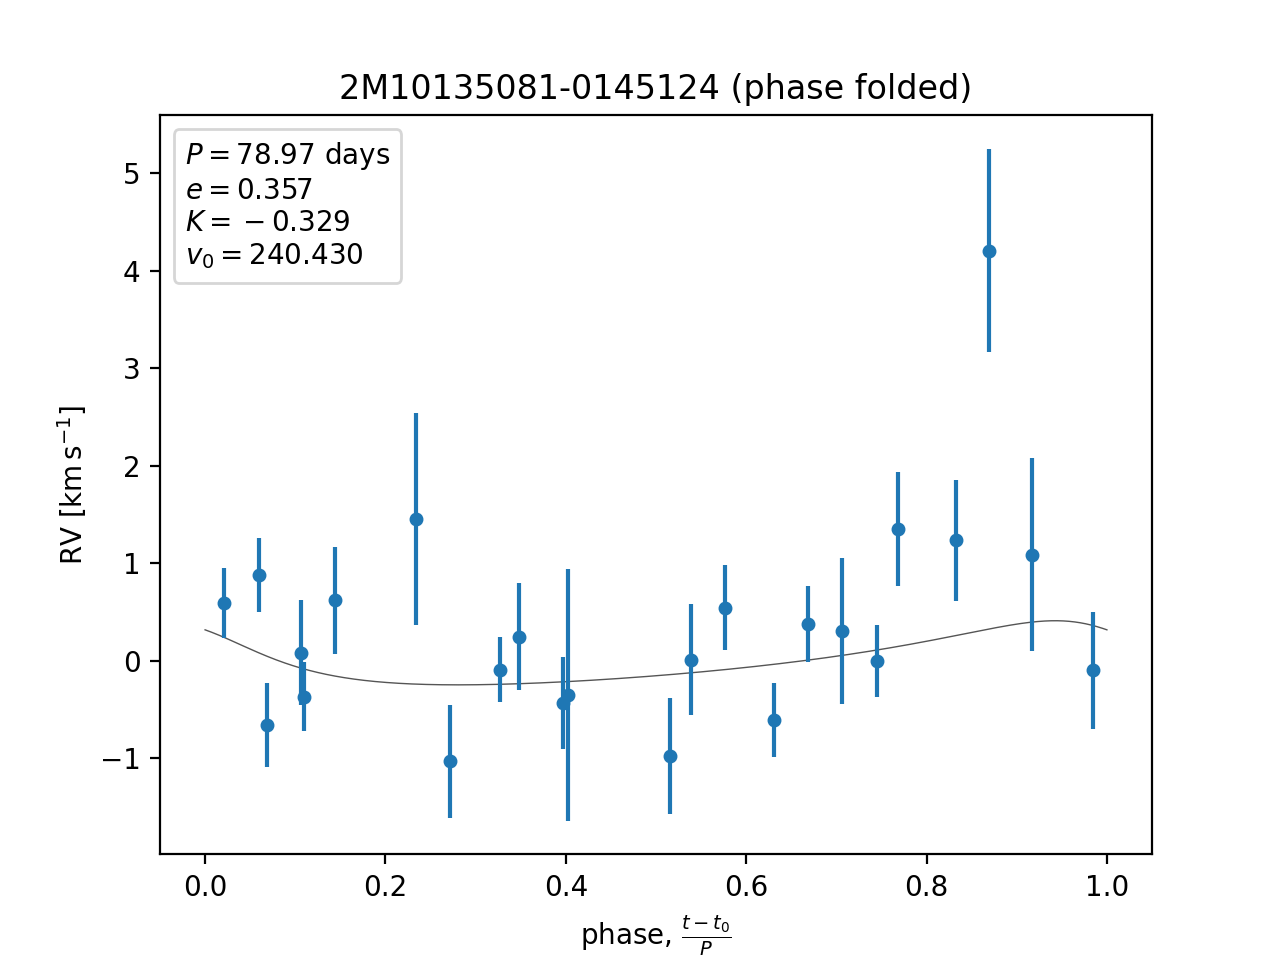 2M10135081-0145124 (phase folded)
P = 78.97 days
e = 0.357
K = −0.329
v₀ = 240.430
RV [km s⁻¹]
5
4
3
2
1
0
−1
0.0 0.2 0.4 0.6 0.8 1.0
phase, (t − t₀)/P